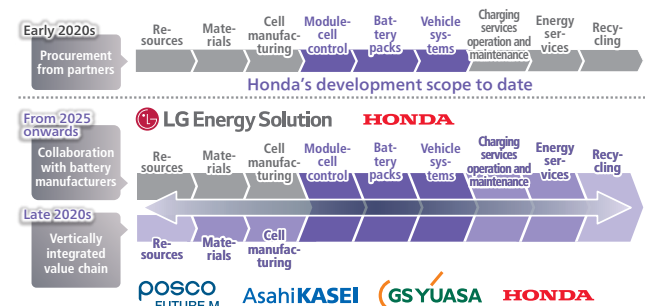 Early 2020s
Procurement
from partners
Re-
sources
Mate-
rials
Cell
manufac-
turing
Module-
cell
control
Bat-
tery
packs
Vehicle
sys-
tems
Charging
services
operation and
maintenance
Energy
ser-
vices
Recy-
cling
Honda's development scope to date
From 2025
onwards
Collaboration
with battery
manufacturers
LG Energy Solution
HONDA
Re-
sources
Mate-
rials
Cell
manufac-
turing
Module-
cell
control
Bat-
tery
packs
Vehicle
sys-
tems
Charging
services
operation and
maintenance
Energy
ser-
vices
Recy-
cling
Late 2020s
Vertically
integrated
value chain
Re-
sources
Mate-
rials
Cell
manufac-
turing
posco
FUTURE M
AsahiKASEI
GS YUASA
HONDA